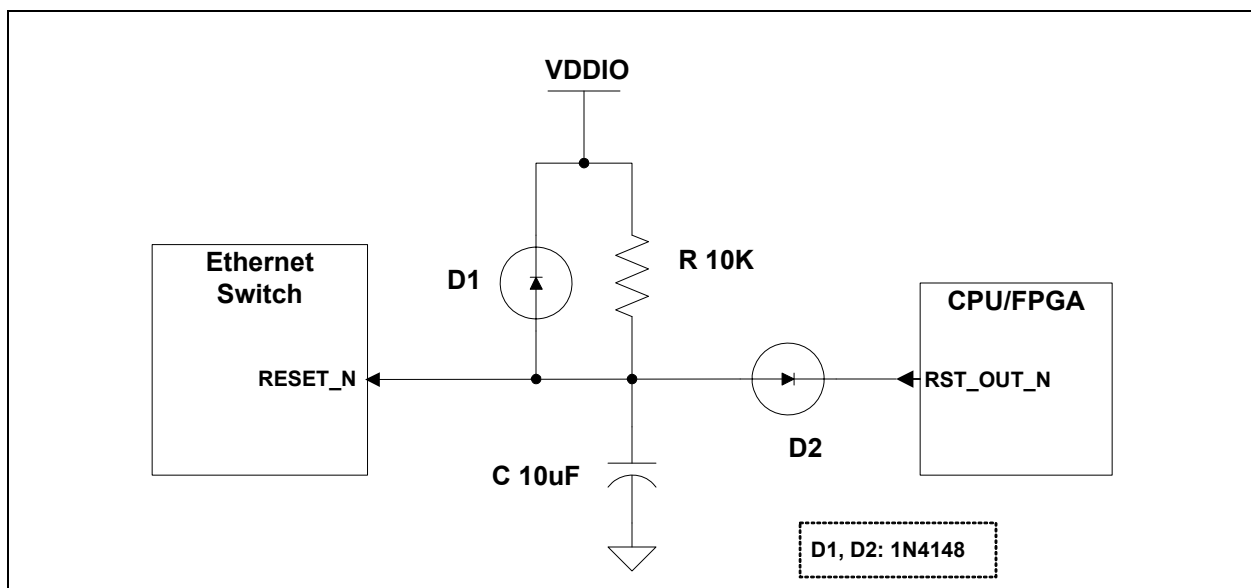 VDDIO
Ethernet
Switch
D1
R 10K
CPU/FPGA
RESET_N
RST_OUT_N
D2
C 10uF
D1, D2: 1N4148